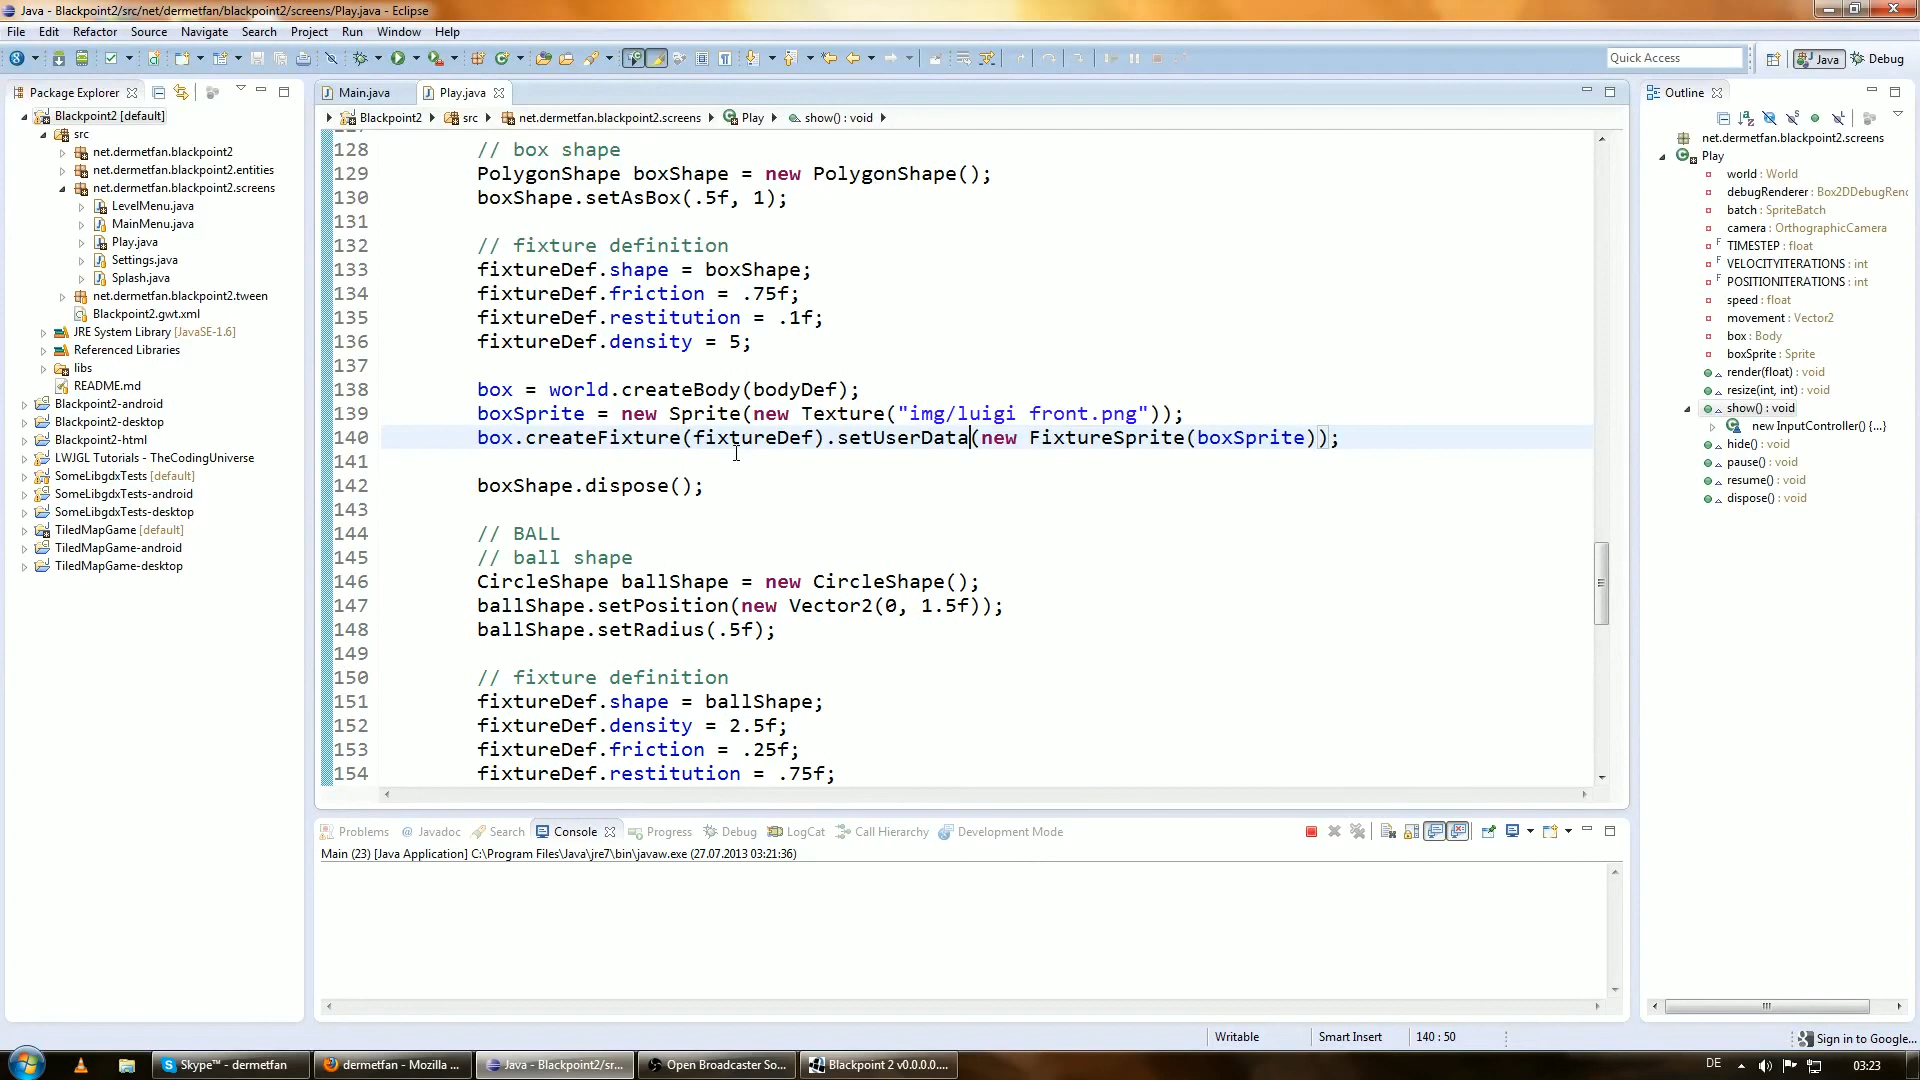 Java - Blackpoint2/src/net/dermetfan/blackpoint2/screens/Play.java - Eclipse
File Edit Refactor Source Navigate Search Project Run Window Help
Quick Access
Java
Debug
Package Explorer
Blackpoint2 [default]
src
net.dermetfan.blackpoint2
net.dermetfan.blackpoint2.entities
net.dermetfan.blackpoint2.screens
LevelMenu.java
MainMenu.java
Play.java
Settings.java
Splash.java
net.dermetfan.blackpoint2.tween
Blackpoint2.gwt.xml
JRE System Library [JavaSE-1.6]
Referenced Libraries
libs
README.md
Blackpoint2-android
Blackpoint2-desktop
Blackpoint2-html
LWJGL Tutorials - TheCodingUniverse
SomeLibgdxTests [default]
SomeLibgdxTests-android
SomeLibgdxTests-desktop
TiledMapGame [default]
TiledMapGame-android
TiledMapGame-desktop
Main.java Play.java
Blackpoint2 src net.dermetfan.blackpoint2.screens Play show() : void
128 // box shape
129 PolygonShape boxShape = new PolygonShape();
130 boxShape.setAsBox(.5f, 1);
131
132 // fixture definition
133 fixtureDef.shape = boxShape;
134 fixtureDef.friction = .75f;
135 fixtureDef.restitution = .1f;
136 fixtureDef.density = 5;
137
138 box = world.createBody(bodyDef);
139 boxSprite = new Sprite(new Texture("img/luigi front.png"));
140 box.createFixture(fixtureDef).setUserData(new FixtureSprite(boxSprite));
141
142 boxShape.dispose();
143
144 // BALL
145 // ball shape
146 CircleShape ballShape = new CircleShape();
147 ballShape.setPosition(new Vector2(0, 1.5f));
148 ballShape.setRadius(.5f);
149
150 // fixture definition
151 fixtureDef.shape = ballShape;
152 fixtureDef.density = 2.5f;
153 fixtureDef.friction = .25f;
154 fixtureDef.restitution = .75f;
Problems Javadoc Search Console Progress Debug LogCat Call Hierarchy Development Mode
Main (23) [Java Application] C:\Program Files\Java\jre7\bin\javaw.exe (27.07.2013 03:21:36)
Outline
net.dermetfan.blackpoint2.screens
Play
world : World
debugRenderer : Box2DDebugRend
batch : SpriteBatch
camera : OrthographicCamera
TIMESTEP : float
VELOCITYITERATIONS : int
POSITIONITERATIONS : int
speed : float
movement : Vector2
box : Body
boxSprite : Sprite
render(float) : void
resize(int, int) : void
show() : void
new InputController() {...}
hide() : void
pause() : void
resume() : void
dispose() : void
Writable Smart Insert 140 : 50
Sign in to Google...
Skype™ - dermetfan
dermetfan - Mozilla ...
Java - Blackpoint2/sr...
Open Broadcaster So...
Blackpoint 2 v0.0.0.0....
DE
03:23